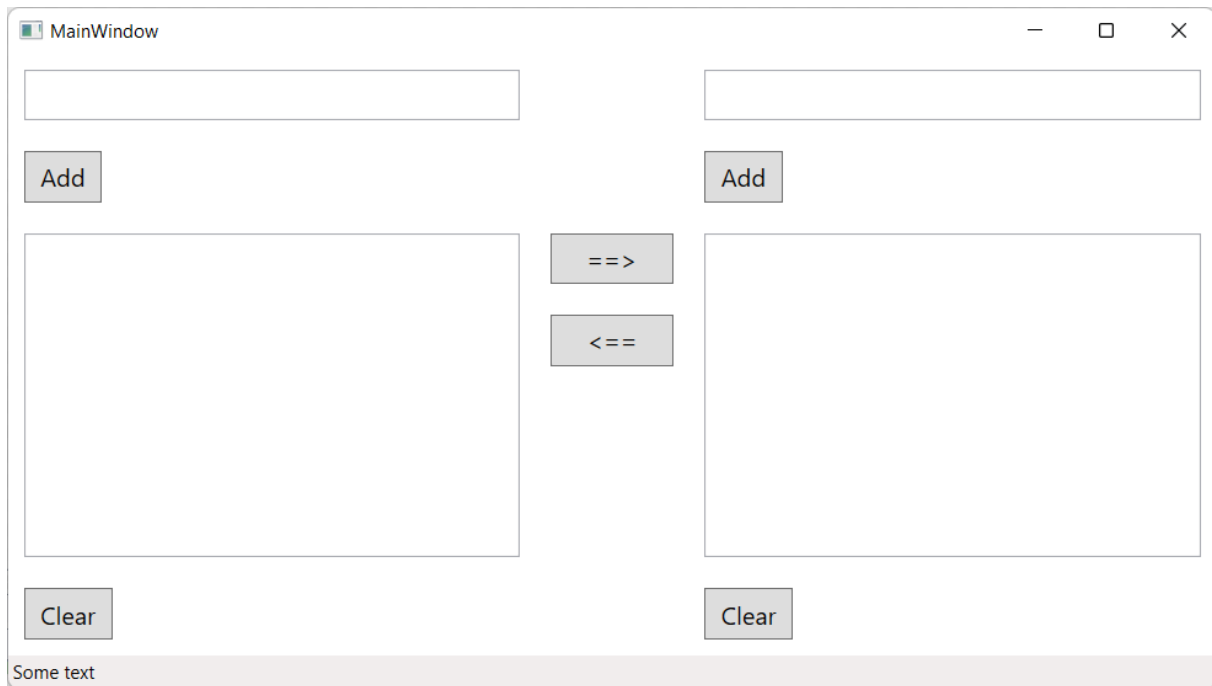 MainWindow
Add
Add
==>
<==
Clear
Clear
Some text